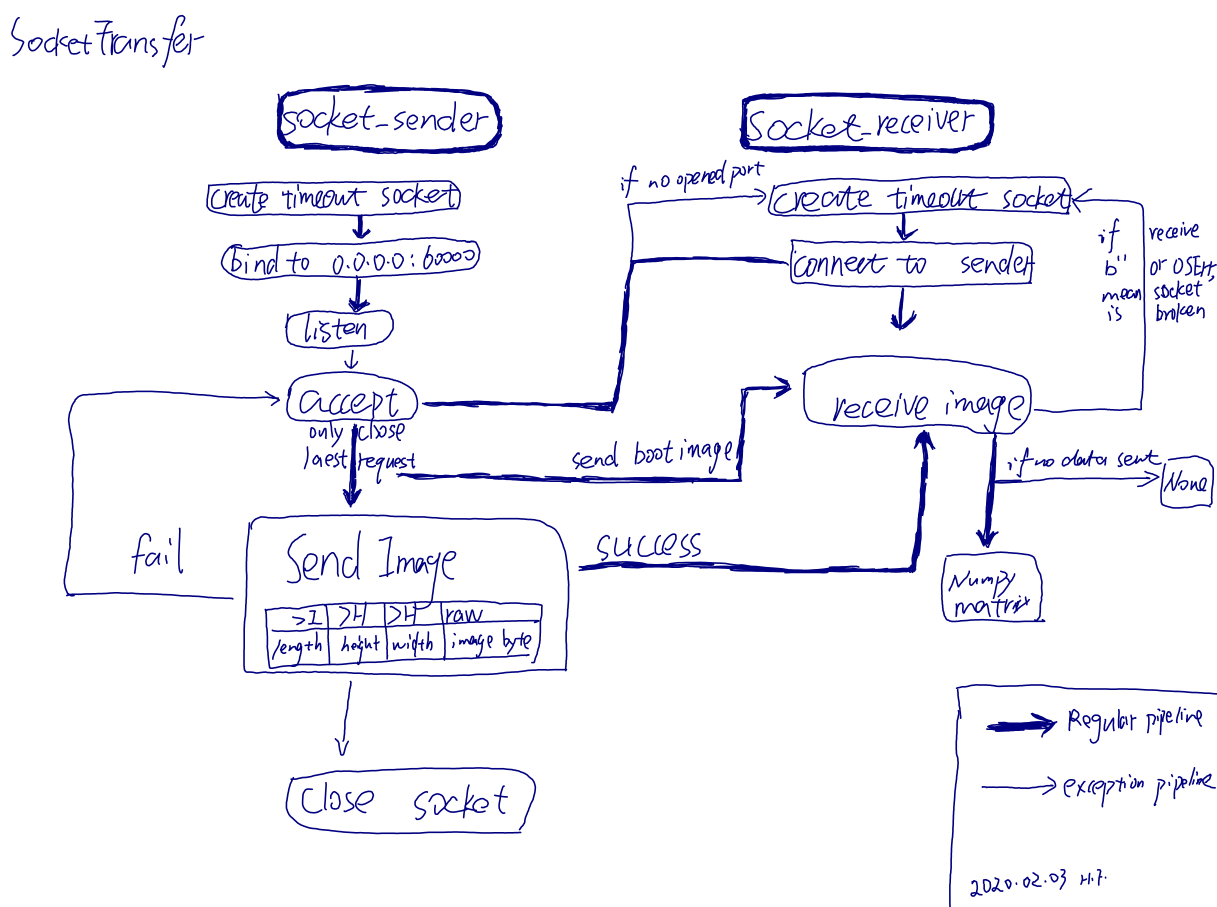 SocketTransfer
socket_sender
create timeout socket
bind to 0.0.0.0:60000
listen
accept
only close
laest request
send boot image
fail
Send Image
success
>I >H >H raw
length height width image byte
close socket
socket_receiver
if no opened port
create timeout socket
connect to sender
if receive
b'' or OSErr,
mean socket
is broken
receive image
if no data sent
None
Numpy
matrix
Regular pipeline
exception pipeline
2020.02.03